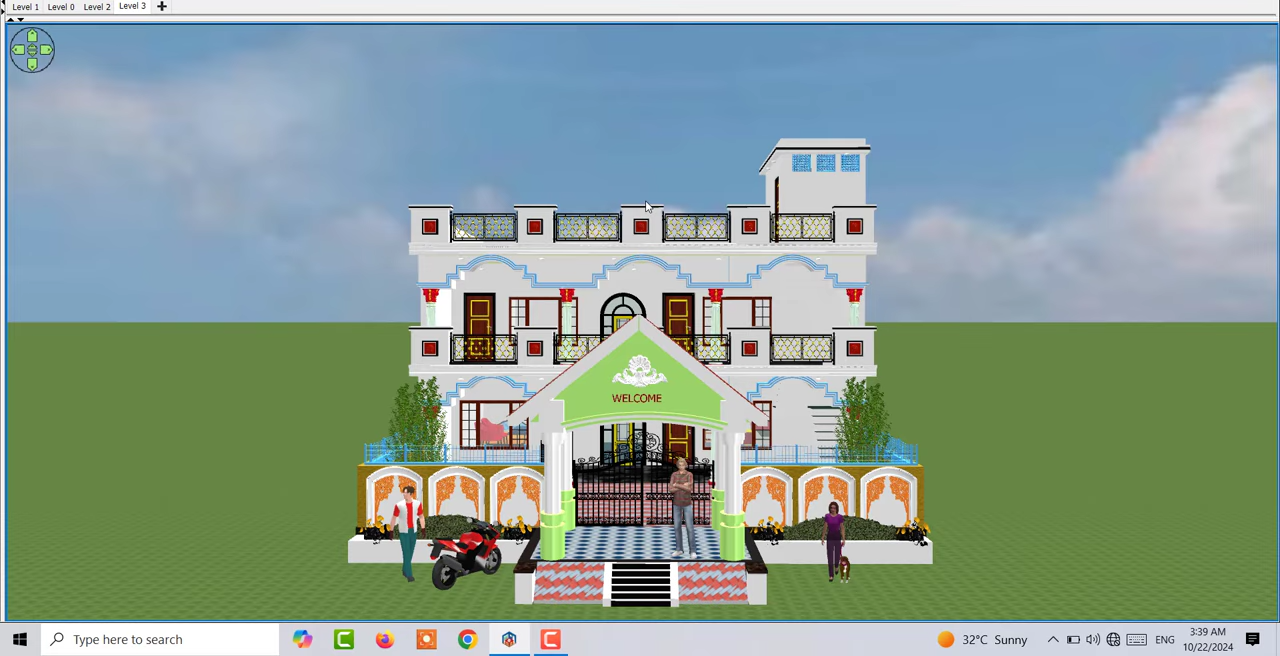 Level 1 Level 0 Level 2 Level 3
WELCOME
Type here to search
32°C Sunny
ENG
3:39 AM
10/22/2024